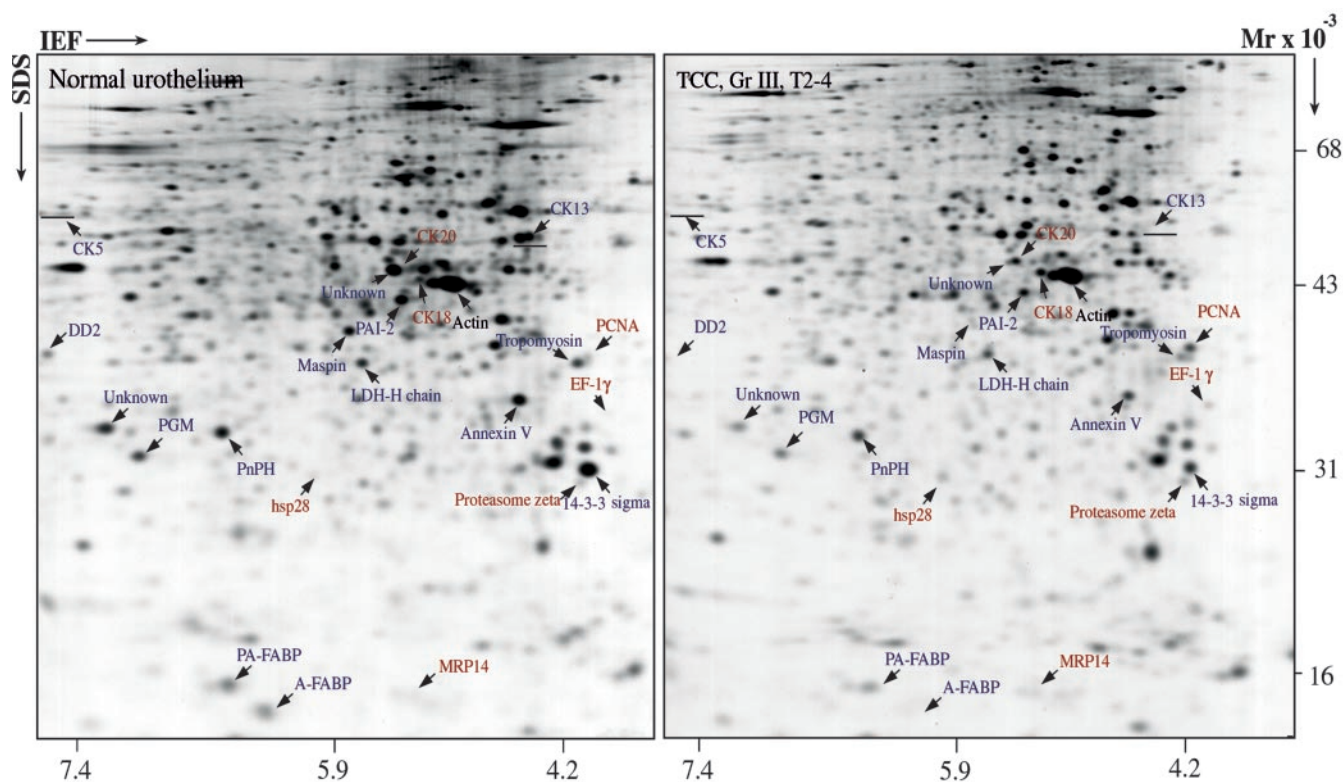 IEF
Mr x 10⁻³
SDS
Normal urothelium
TCC, Gr III, T2-4
68
CK13
CK20
CK5
Unknown
PAI-2
CK18
Actin
DD2
Maspin
Tropomyosin
PCNA
LDH-H chain
EF-1γ
Unknown
PGM
Annexin V
PnPH
hsp28
Proteasome zeta
14-3-3 sigma
PA-FABP
A-FABP
MRP14
7.4
5.9
4.2
CK13
CK5
CK20
Unknown
43
PAI-2
CK18
Actin
DD2
Maspin
Tropomyosin
PCNA
LDH-H chain
EF-1 γ
Unknown
PGM
Annexin V
PnPH
31
hsp28
Proteasome zeta
14-3-3 sigma
PA-FABP
A-FABP
MRP14
16
7.4
5.9
4.2